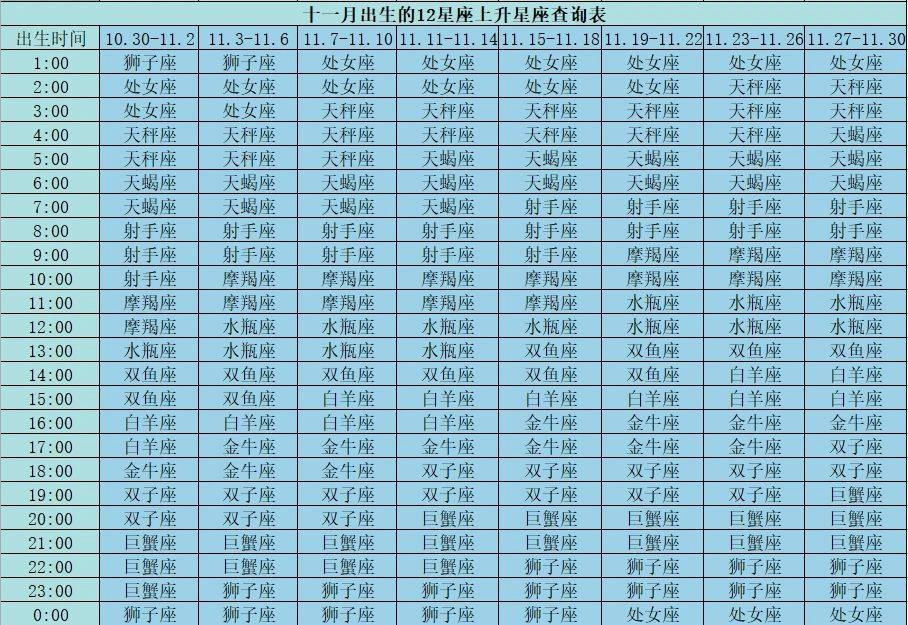 十一月出生的12星座上升星座查询表
出生时间 10.30-11.2 11.3-11.6 11.7-11.10 11.11-11.14 11.15-11.18 11.19-11.22 11.23-11.26 11.27-11.30
1:00 狮子座 狮子座 处女座 处女座 处女座 处女座 处女座 处女座
2:00 处女座 处女座 处女座 处女座 处女座 处女座 天秤座 天秤座
3:00 处女座 处女座 天秤座 天秤座 天秤座 天秤座 天秤座 天秤座
4:00 天秤座 天秤座 天秤座 天秤座 天秤座 天秤座 天秤座 天蝎座
5:00 天秤座 天秤座 天秤座 天蝎座 天蝎座 天蝎座 天蝎座 天蝎座
6:00 天蝎座 天蝎座 天蝎座 天蝎座 天蝎座 天蝎座 天蝎座 天蝎座
7:00 天蝎座 天蝎座 天蝎座 天蝎座 射手座 射手座 射手座 射手座
8:00 射手座 射手座 射手座 射手座 射手座 射手座 射手座 射手座
9:00 射手座 射手座 射手座 射手座 射手座 摩羯座 摩羯座 摩羯座
10:00 射手座 摩羯座 摩羯座 摩羯座 摩羯座 摩羯座 摩羯座 摩羯座
11:00 摩羯座 摩羯座 摩羯座 摩羯座 摩羯座 水瓶座 水瓶座 水瓶座
12:00 摩羯座 水瓶座 水瓶座 水瓶座 水瓶座 水瓶座 水瓶座 水瓶座
13:00 水瓶座 水瓶座 水瓶座 水瓶座 双鱼座 双鱼座 双鱼座 双鱼座
14:00 双鱼座 双鱼座 双鱼座 双鱼座 双鱼座 双鱼座 白羊座 白羊座
15:00 双鱼座 双鱼座 白羊座 白羊座 白羊座 白羊座 白羊座 白羊座
16:00 白羊座 白羊座 白羊座 白羊座 金牛座 金牛座 金牛座 金牛座
17:00 白羊座 金牛座 金牛座 金牛座 金牛座 金牛座 金牛座 双子座
18:00 金牛座 金牛座 金牛座 双子座 双子座 双子座 双子座 双子座
19:00 双子座 双子座 双子座 双子座 双子座 双子座 双子座 巨蟹座
20:00 双子座 双子座 双子座 巨蟹座 巨蟹座 巨蟹座 巨蟹座 巨蟹座
21:00 巨蟹座 巨蟹座 巨蟹座 巨蟹座 巨蟹座 巨蟹座 巨蟹座 巨蟹座
22:00 巨蟹座 巨蟹座 巨蟹座 巨蟹座 狮子座 狮子座 狮子座 狮子座
23:00 巨蟹座 狮子座 狮子座 狮子座 狮子座 狮子座 狮子座 狮子座
0:00 狮子座 狮子座 狮子座 狮子座 狮子座 处女座 处女座 处女座